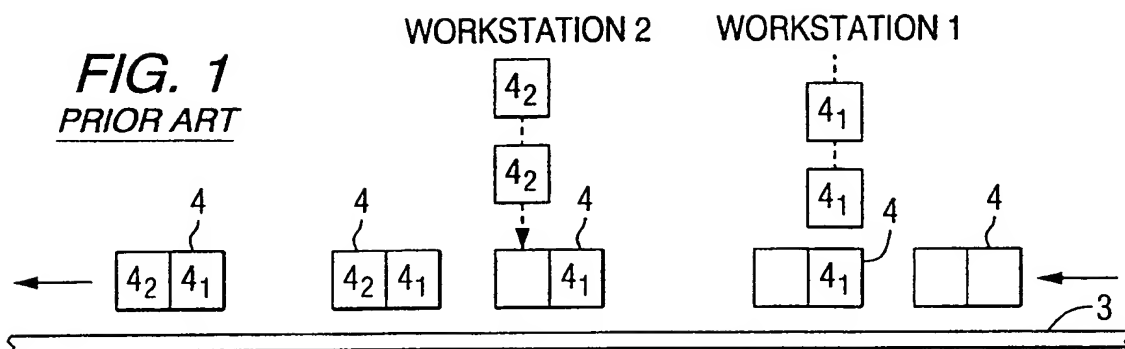 WORKSTATION 2 WORKSTATION 1
FIG. 1
PRIOR ART
4₂ 4₁
4₂ 4₁
4 4 4 4 4
4₂ 4₁ 4₂ 4₁ 4₁ 4₁
3